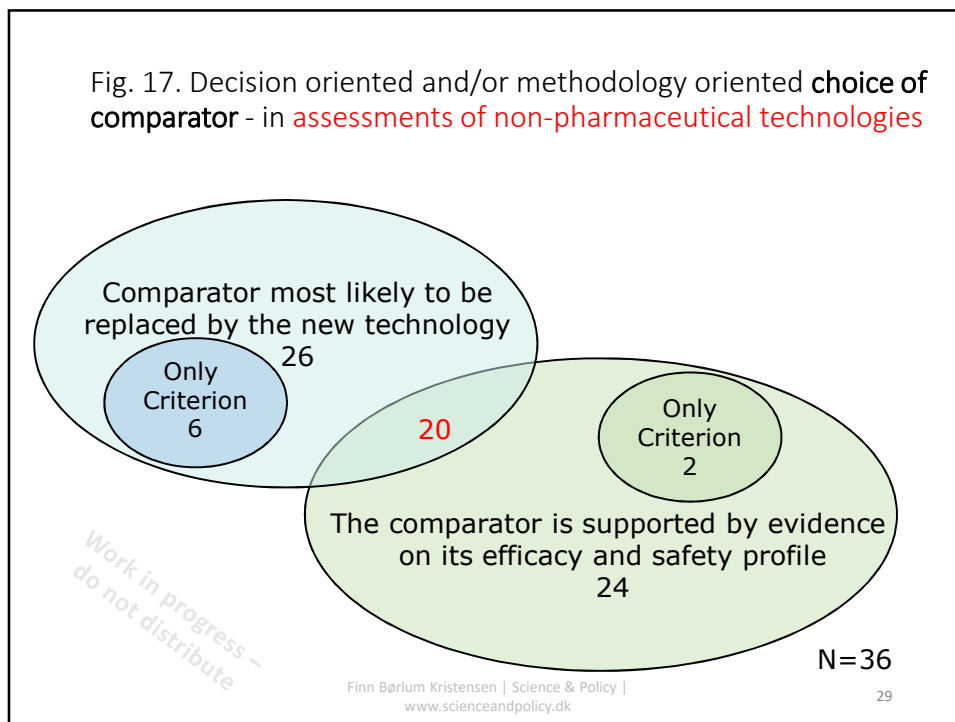 Fig. 17. Decision oriented and/or methodology oriented choice of
comparator - in assessments of non-pharmaceutical technologies
Comparator most likely to be
replaced by the new technology
26
Only
Criterion
6
20
Only
Criterion
2
The comparator is supported by evidence
on its efficacy and safety profile
24
Work in progress –
do not distribute
N=36
Finn Børlum Kristensen | Science & Policy |
www.scienceandpolicy.dk
29